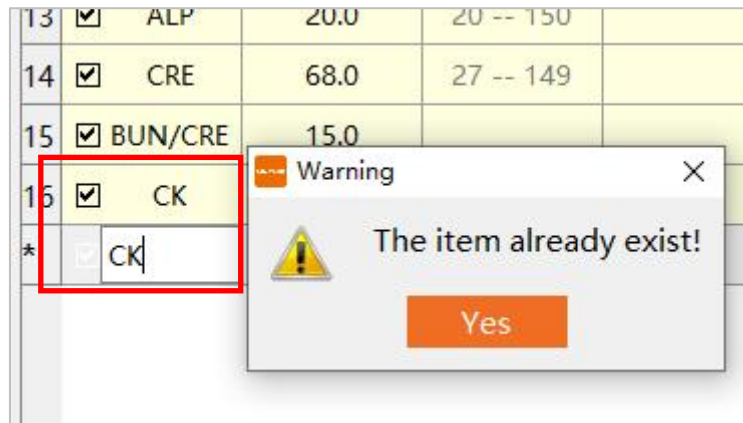 13 ALP 20.0 20 -- 150
14 CRE 68.0 27 -- 149
15 BUN/CRE 15.0
Warning
16 CK
The item already exist!
* CK
Yes